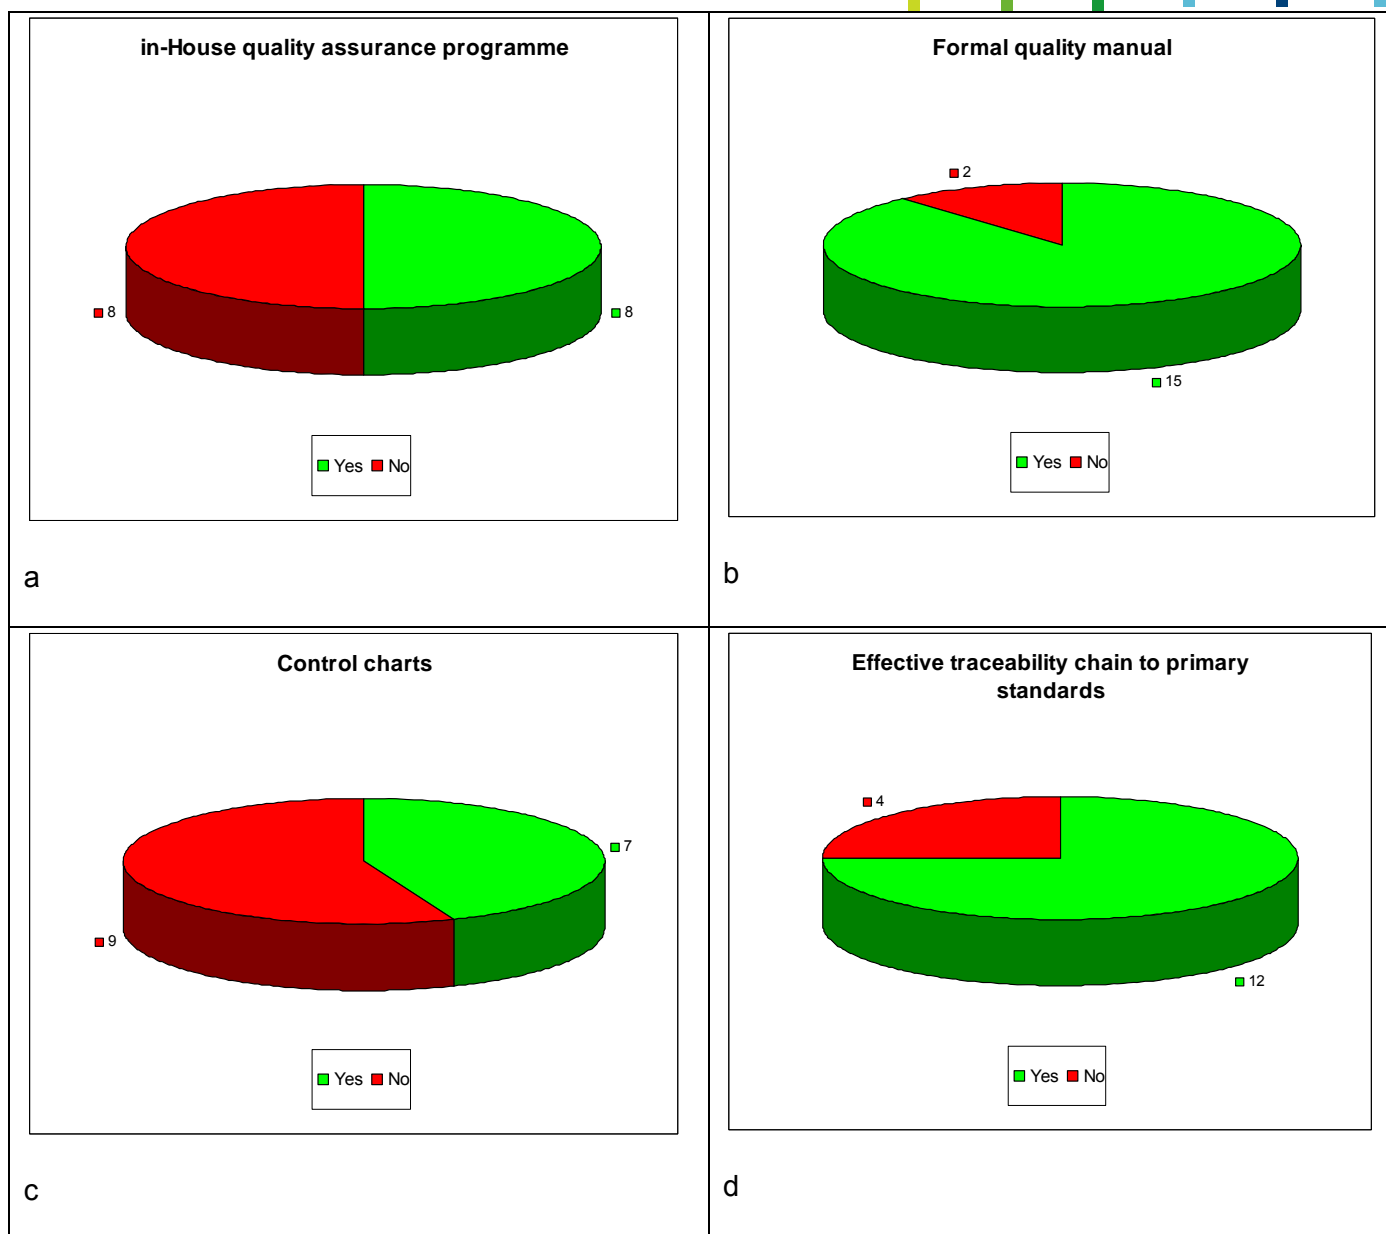 in-House quality assurance programme
8
8
Yes No
a
Formal quality manual
2
15
Yes No
b
Control charts
7
9
Yes No
c
Effective traceability chain to primary
standards
4
12
Yes No
d